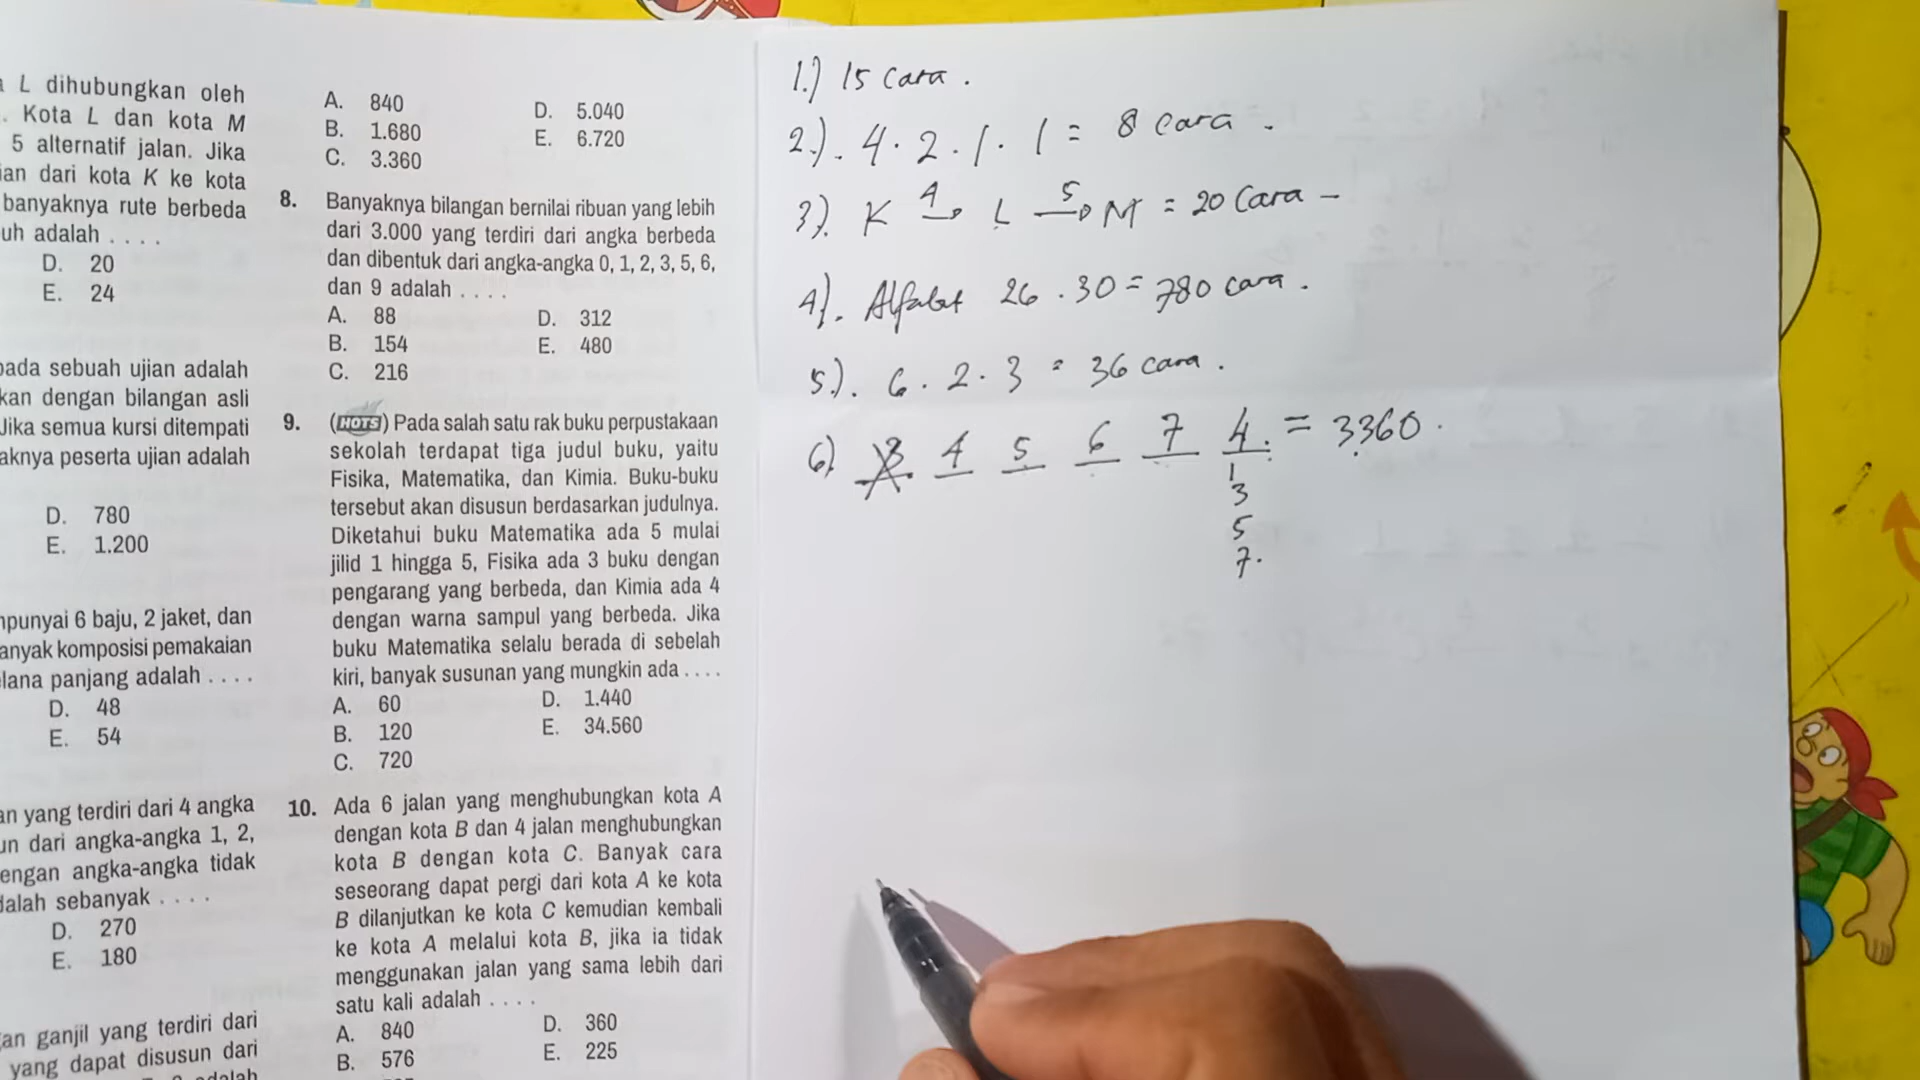 L dihubungkan oleh
. Kota L dan kota M
5 alternatif jalan. Jika
dari kota K ke kota
banyaknya rute berbeda
adalah . . . .
D. 20
E. 24
sebuah ujian adalah
dengan bilangan asli
Jika semua kursi ditempati
peserta ujian adalah
D. 780
E. 1.200
6 baju, 2 jaket, dan
komposisi pemakaian
panjang adalah . . . .
D. 48
E. 54
yang terdiri dari 4 angka
dari angka-angka 1, 2,
angka-angka tidak
sebanyak . . . .
D. 270
E. 180
ganjil yang terdiri dari
yang dapat disusun dari
A. 840
B. 1.680
C. 3.360
D. 5.040
E. 6.720
8. Banyaknya bilangan bernilai ribuan yang lebih
dari 3.000 yang terdiri dari angka berbeda
dan dibentuk dari angka-angka 0, 1, 2, 3, 5, 6,
dan 9 adalah . . . .
A. 88
B. 154
C. 216
D. 312
E. 480
9. (HOTS) Pada salah satu rak buku perpustakaan
sekolah terdapat tiga judul buku, yaitu
Fisika, Matematika, dan Kimia. Buku-buku
tersebut akan disusun berdasarkan judulnya.
Diketahui buku Matematika ada 5 mulai
jilid 1 hingga 5, Fisika ada 3 buku dengan
pengarang yang berbeda, dan Kimia ada 4
dengan warna sampul yang berbeda. Jika
buku Matematika selalu berada di sebelah
kiri, banyak susunan yang mungkin ada . . . .
A. 60
B. 120
C. 720
D. 1.440
E. 34.560
10. Ada 6 jalan yang menghubungkan kota A
dengan kota B dan 4 jalan menghubungkan
kota B dengan kota C. Banyak cara
seseorang dapat pergi dari kota A ke kota
B dilanjutkan ke kota C kemudian kembali
ke kota A melalui kota B, jika ia tidak
menggunakan jalan yang sama lebih dari
satu kali adalah . . . .
A. 840
B. 576
D. 360
E. 225
1.) 15 cara .
2.). 4 . 2 . 1 . 1 = 8 cara .
3). K 4→ L 5→ M = 20 Cara -
4). Alfabet 26 . 30 = 780 cara .
5.). 6 . 2 . 3 = 36 cara .
6) 4 5 6 7 4. = 3360 .
1
3
5
7.